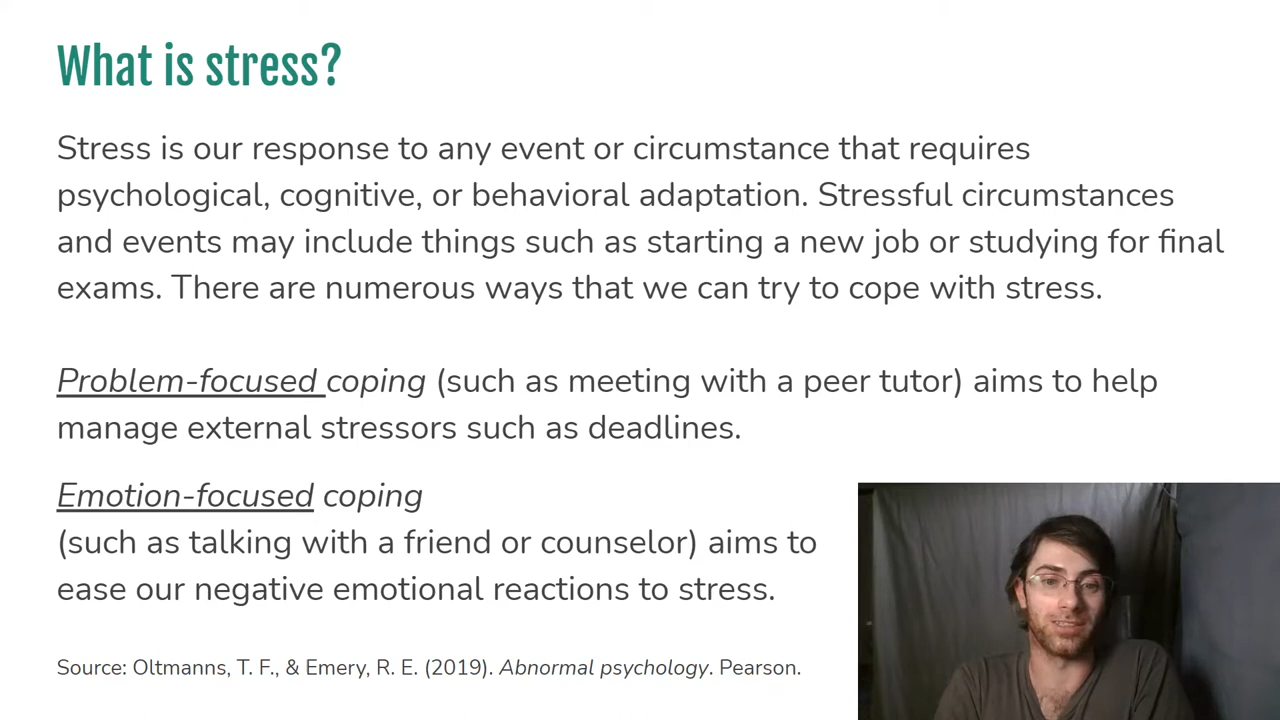 What is stress?
Stress is our response to any event or circumstance that requires
psychological, cognitive, or behavioral adaptation. Stressful circumstances
and events may include things such as starting a new job or studying for final
exams. There are numerous ways that we can try to cope with stress.
Problem-focused coping (such as meeting with a peer tutor) aims to help
manage external stressors such as deadlines.
Emotion-focused coping
(such as talking with a friend or counselor) aims to
ease our negative emotional reactions to stress.
Source: Oltmanns, T. F., & Emery, R. E. (2019). Abnormal psychology. Pearson.